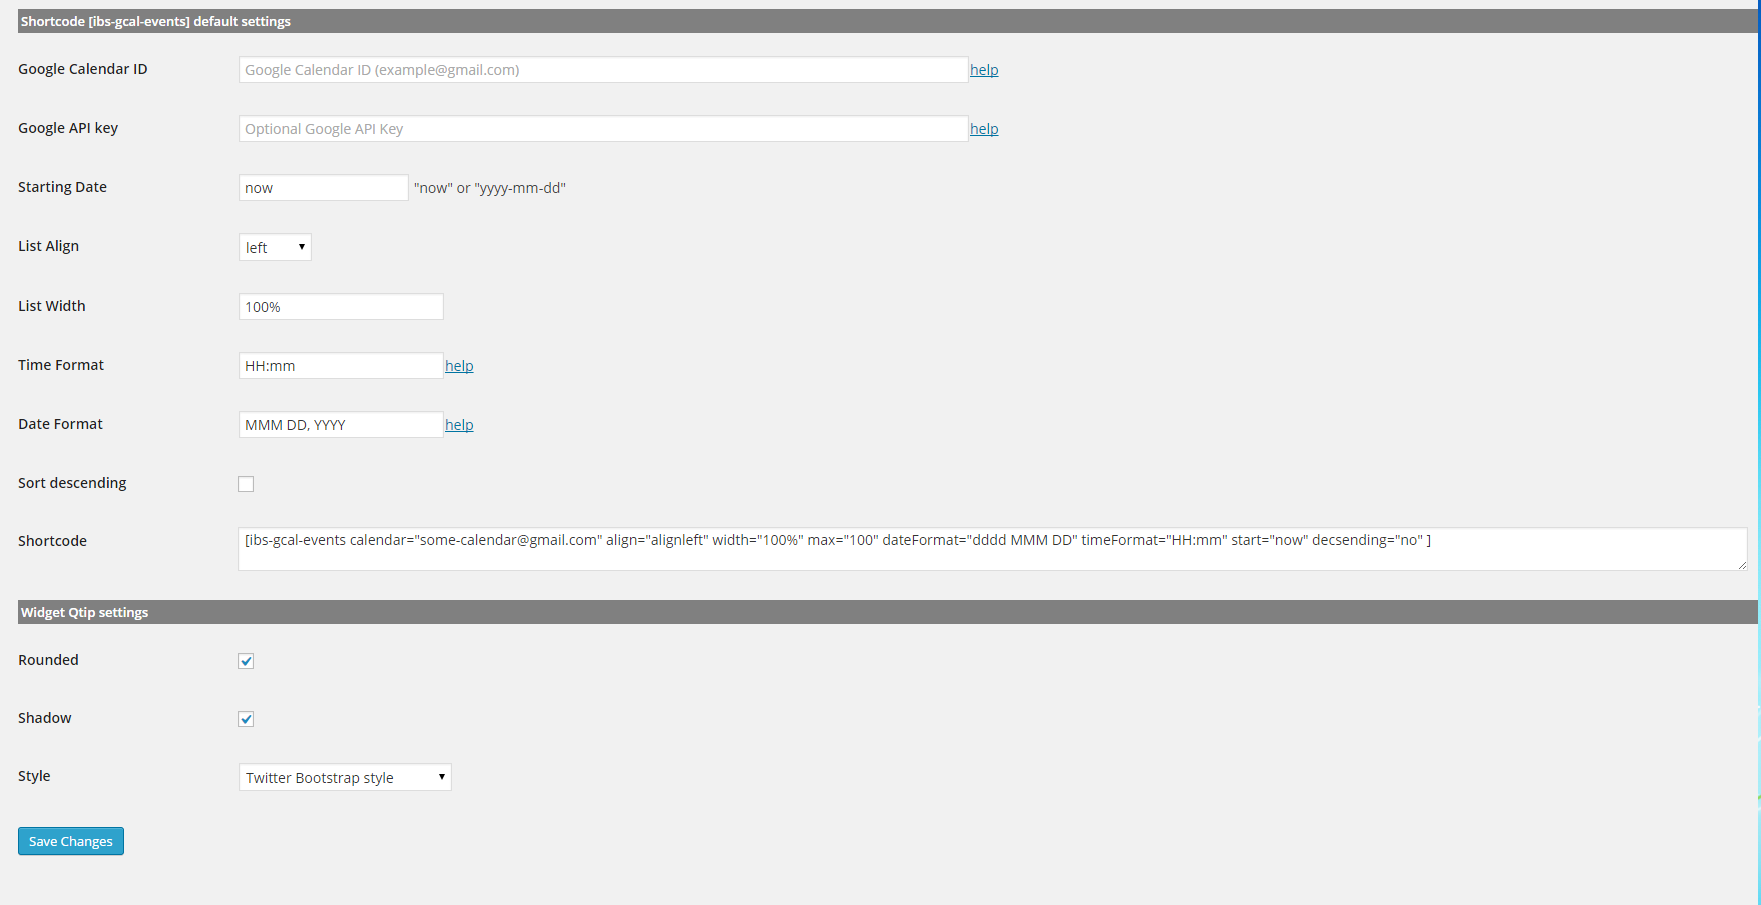 Shortcode [ibs-gcal-events] default settings
Google Calendar ID Google Calendar ID (example@gmail.com) help
Google API key Optional Google API Key help
Starting Date now "now" or "yyyy-mm-dd"
List Align left
List Width 100%
Time Format HH:mm help
Date Format MMM DD, YYYY help
Sort descending
Shortcode [ibs-gcal-events calendar="some-calendar@gmail.com" align="alignleft" width="100%" max="100" dateFormat="dddd MMM DD" timeFormat="HH:mm" start="now" decsending="no" ]
Widget Qtip settings
Rounded
Shadow
Style Twitter Bootstrap style
Save Changes